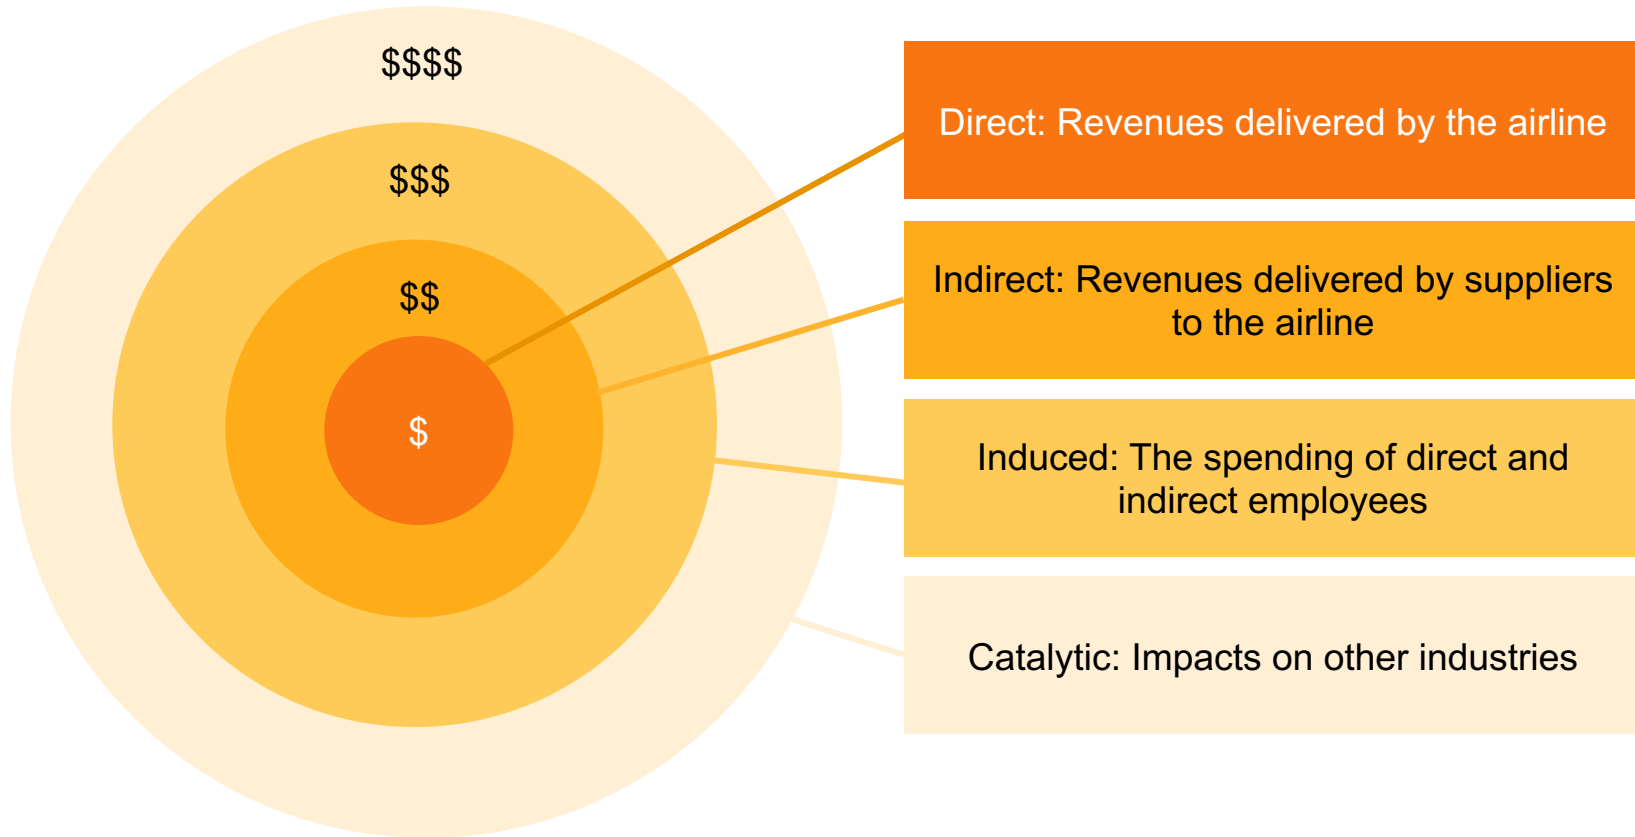 $$$$
$$$
$$
$
Direct: Revenues delivered by the airline
Indirect: Revenues delivered by suppliers
to the airline
Induced: The spending of direct and
indirect employees
Catalytic: Impacts on other industries